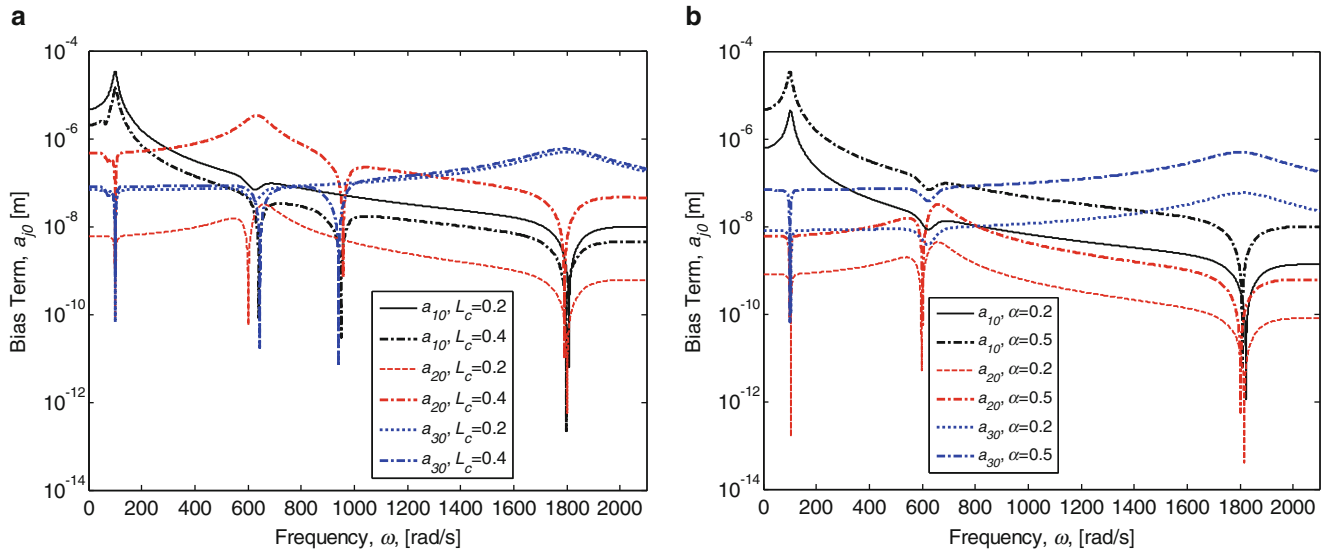 a
10^-4
10^-6
10^-8
10^-10
10^-12
10^-14
Bias Term, a_j0 [m]
a_10, L_c=0.2
a_10, L_c=0.4
a_20, L_c=0.2
a_20, L_c=0.4
a_30, L_c=0.2
a_30, L_c=0.4
0 200 400 600 800 1000 1200 1400 1600 1800 2000
Frequency, ω, [rad/s]
b
10^-4
10^-6
10^-8
10^-10
10^-12
10^-14
Bias Term, a_j0 [m]
a_10, α=0.2
a_10, α=0.5
a_20, α=0.2
a_20, α=0.5
a_30, α=0.2
a_30, α=0.5
0 200 400 600 800 1000 1200 1400 1600 1800 2000
Frequency, ω, [rad/s]